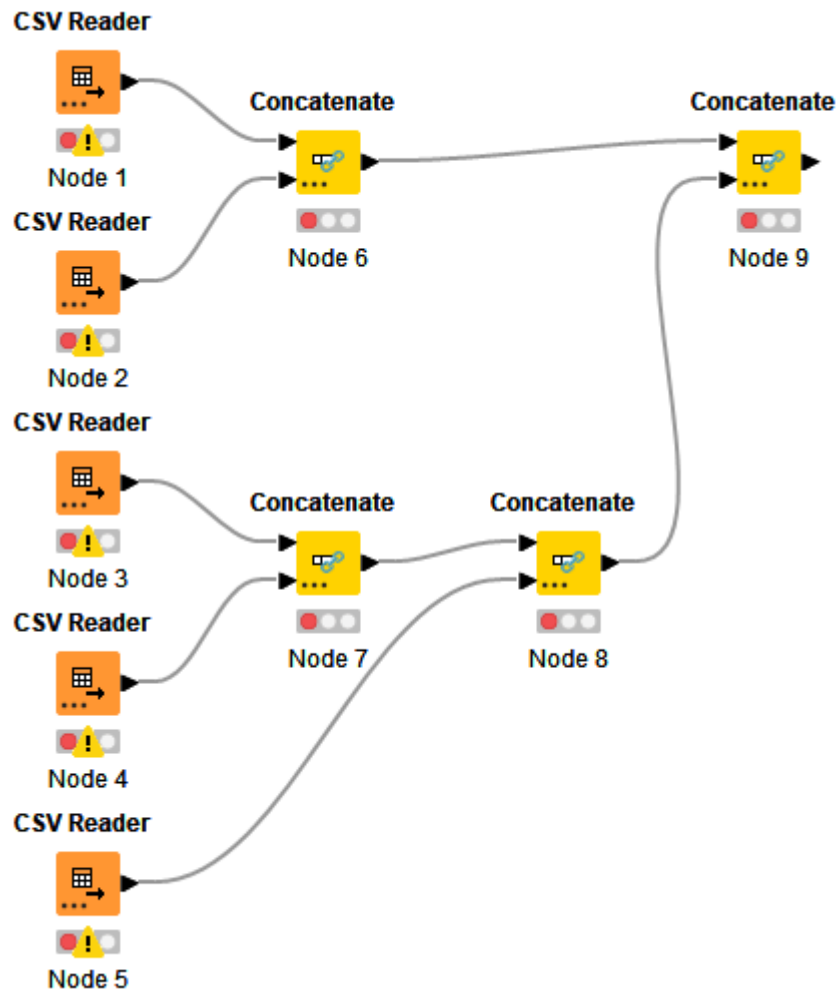 CSV Reader
Node 1
CSV Reader
Node 2
CSV Reader
Node 3
CSV Reader
Node 4
CSV Reader
Node 5
Concatenate
Node 6
Concatenate
Node 7
Concatenate
Node 8
Concatenate
Node 9